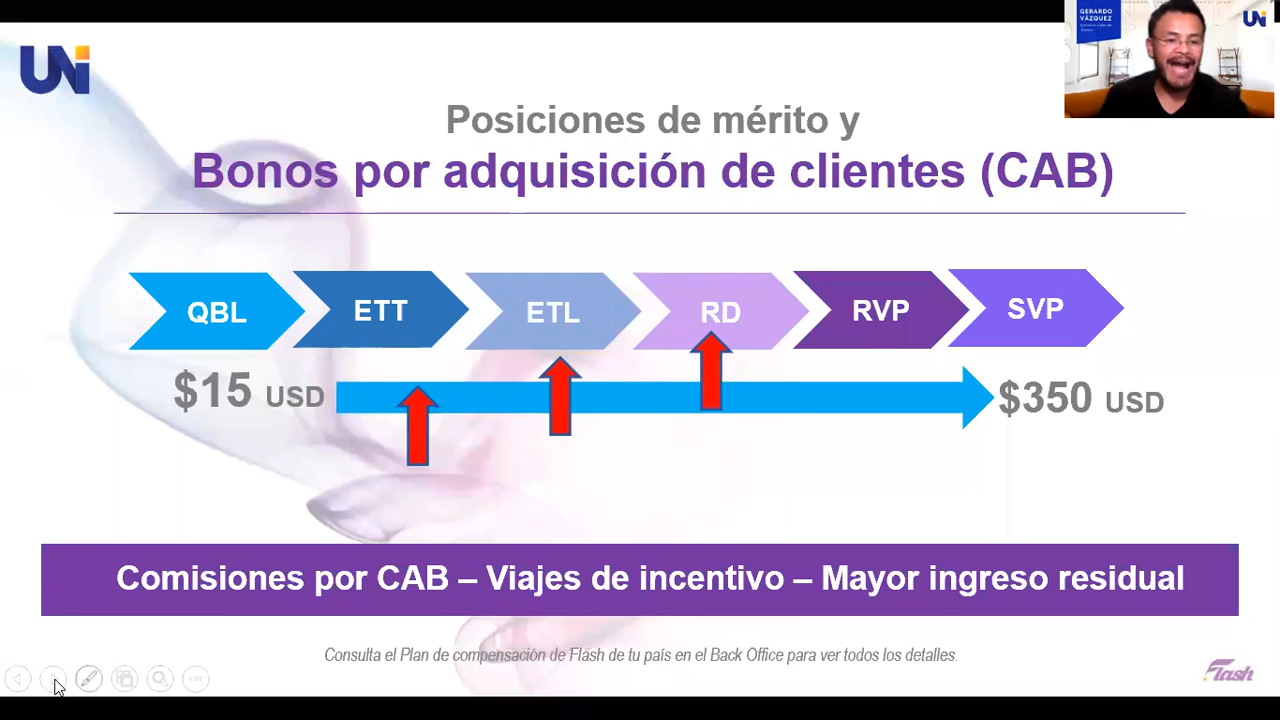 UNi
GERARDO
VÁZQUEZ
UNi
Posiciones de mérito y
Bonos por adquisición de clientes (CAB)
QBL
ETT
ETL
RD
RVP
SVP
$15 USD
$350 USD
Comisiones por CAB – Viajes de incentivo – Mayor ingreso residual
Consulta el Plan de compensación de Flash de tu país en el Back Office para ver todos los detalles.
Flash